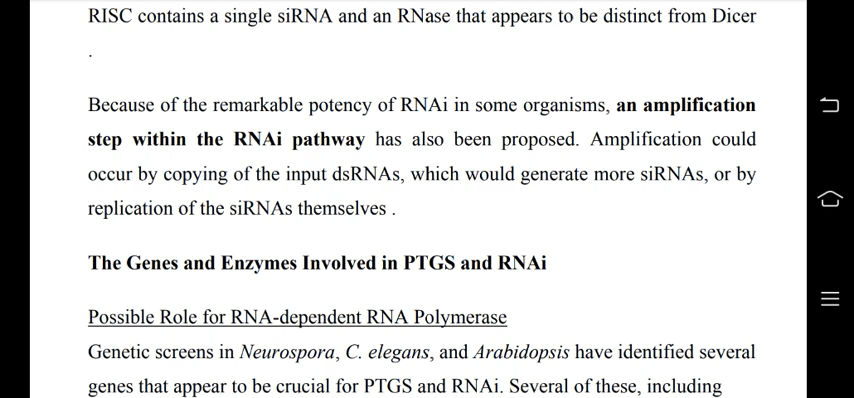 RISC contains a single siRNA and an RNase that appears to be distinct from Dicer
.
Because of the remarkable potency of RNAi in some organisms, an amplification
step within the RNAi pathway has also been proposed. Amplification could
occur by copying of the input dsRNAs, which would generate more siRNAs, or by
replication of the siRNAs themselves .
The Genes and Enzymes Involved in PTGS and RNAi
Possible Role for RNA-dependent RNA Polymerase
Genetic screens in Neurospora, C. elegans, and Arabidopsis have identified several
genes that appear to be crucial for PTGS and RNAi. Several of these, including